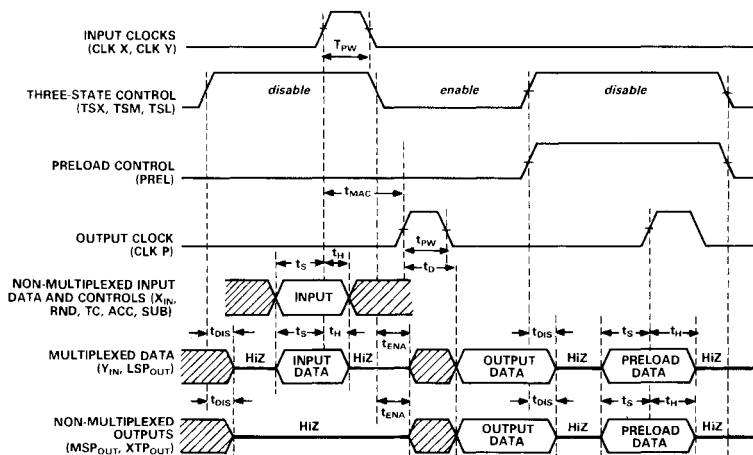 INPUT CLOCKS
(CLK X, CLK Y)
TPW
THREE-STATE CONTROL
(TSX, TSM, TSL)
disable
enable
disable
PRELOAD CONTROL
(PREL)
tMAC
OUTPUT CLOCK
(CLK P)
tPW
tS
tH
tD
NON-MULTIPLEXED INPUT
DATA AND CONTROLS (XIN,
RND, TC, ACC, SUB)
INPUT
tDIS
tS
tH
tENA
tDIS
tS
tH
MULTIPLEXED DATA
(YIN, LSPOUT)
HiZ
INPUT
DATA
HiZ
OUTPUT
DATA
HiZ
PRELOAD
DATA
HiZ
tDIS
tENA
tDIS
tS
tH
NON-MULTIPLEXED
OUTPUTS
(MSPOUT, XTPOUT)
HiZ
OUTPUT
DATA
HiZ
PRELOAD
DATA
HiZ